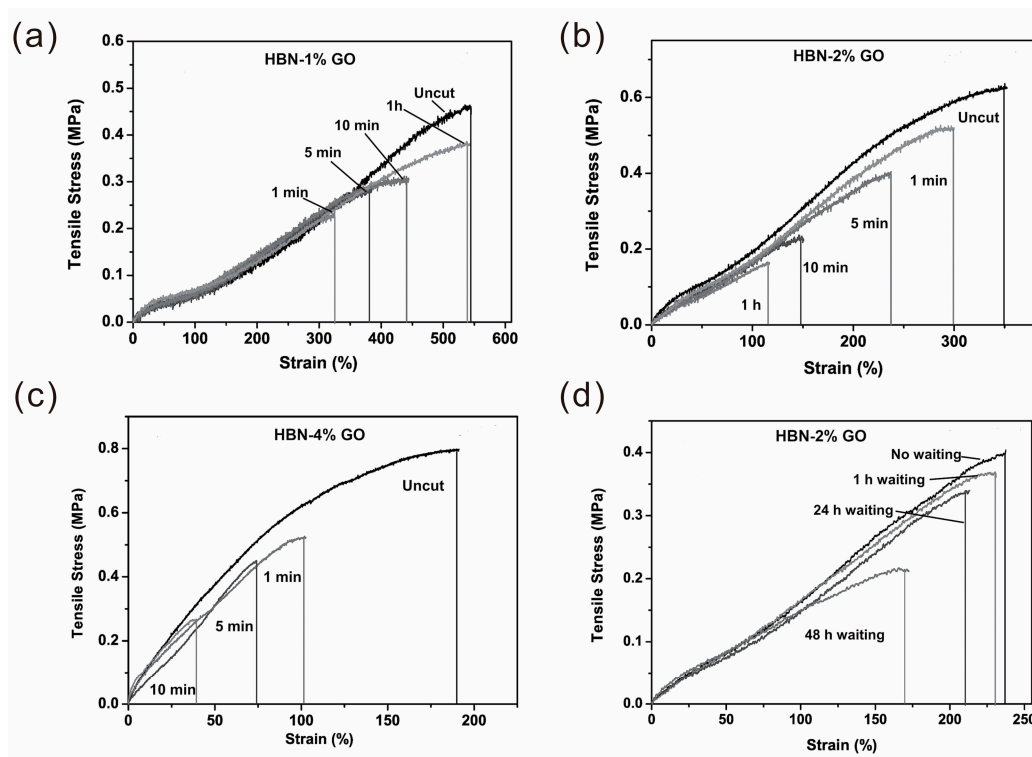 (a)
HBN-1% GO
Tensile Stress (MPa)
0.6
0.5
0.4
0.3
0.2
0.1
0.0
Uncut
1h
10 min
5 min
1 min
0 100 200 300 400 500 600
Strain (%)
(b)
HBN-2% GO
Tensile Stress (MPa)
0.6
0.4
0.2
0.0
Uncut
1 min
5 min
10 min
1 h
0 100 200 300
Strain (%)
(c)
HBN-4% GO
Tensile Stress (MPa)
0.8
0.6
0.4
0.2
0.0
Uncut
1 min
5 min
10 min
0 50 100 150 200 225
Strain (%)
(d)
HBN-2% GO
Tensile Stress (MPa)
0.4
0.3
0.2
0.1
0.0
No waiting
1 h waiting
24 h waiting
48 h waiting
0 50 100 150 200 250
Strain (%)